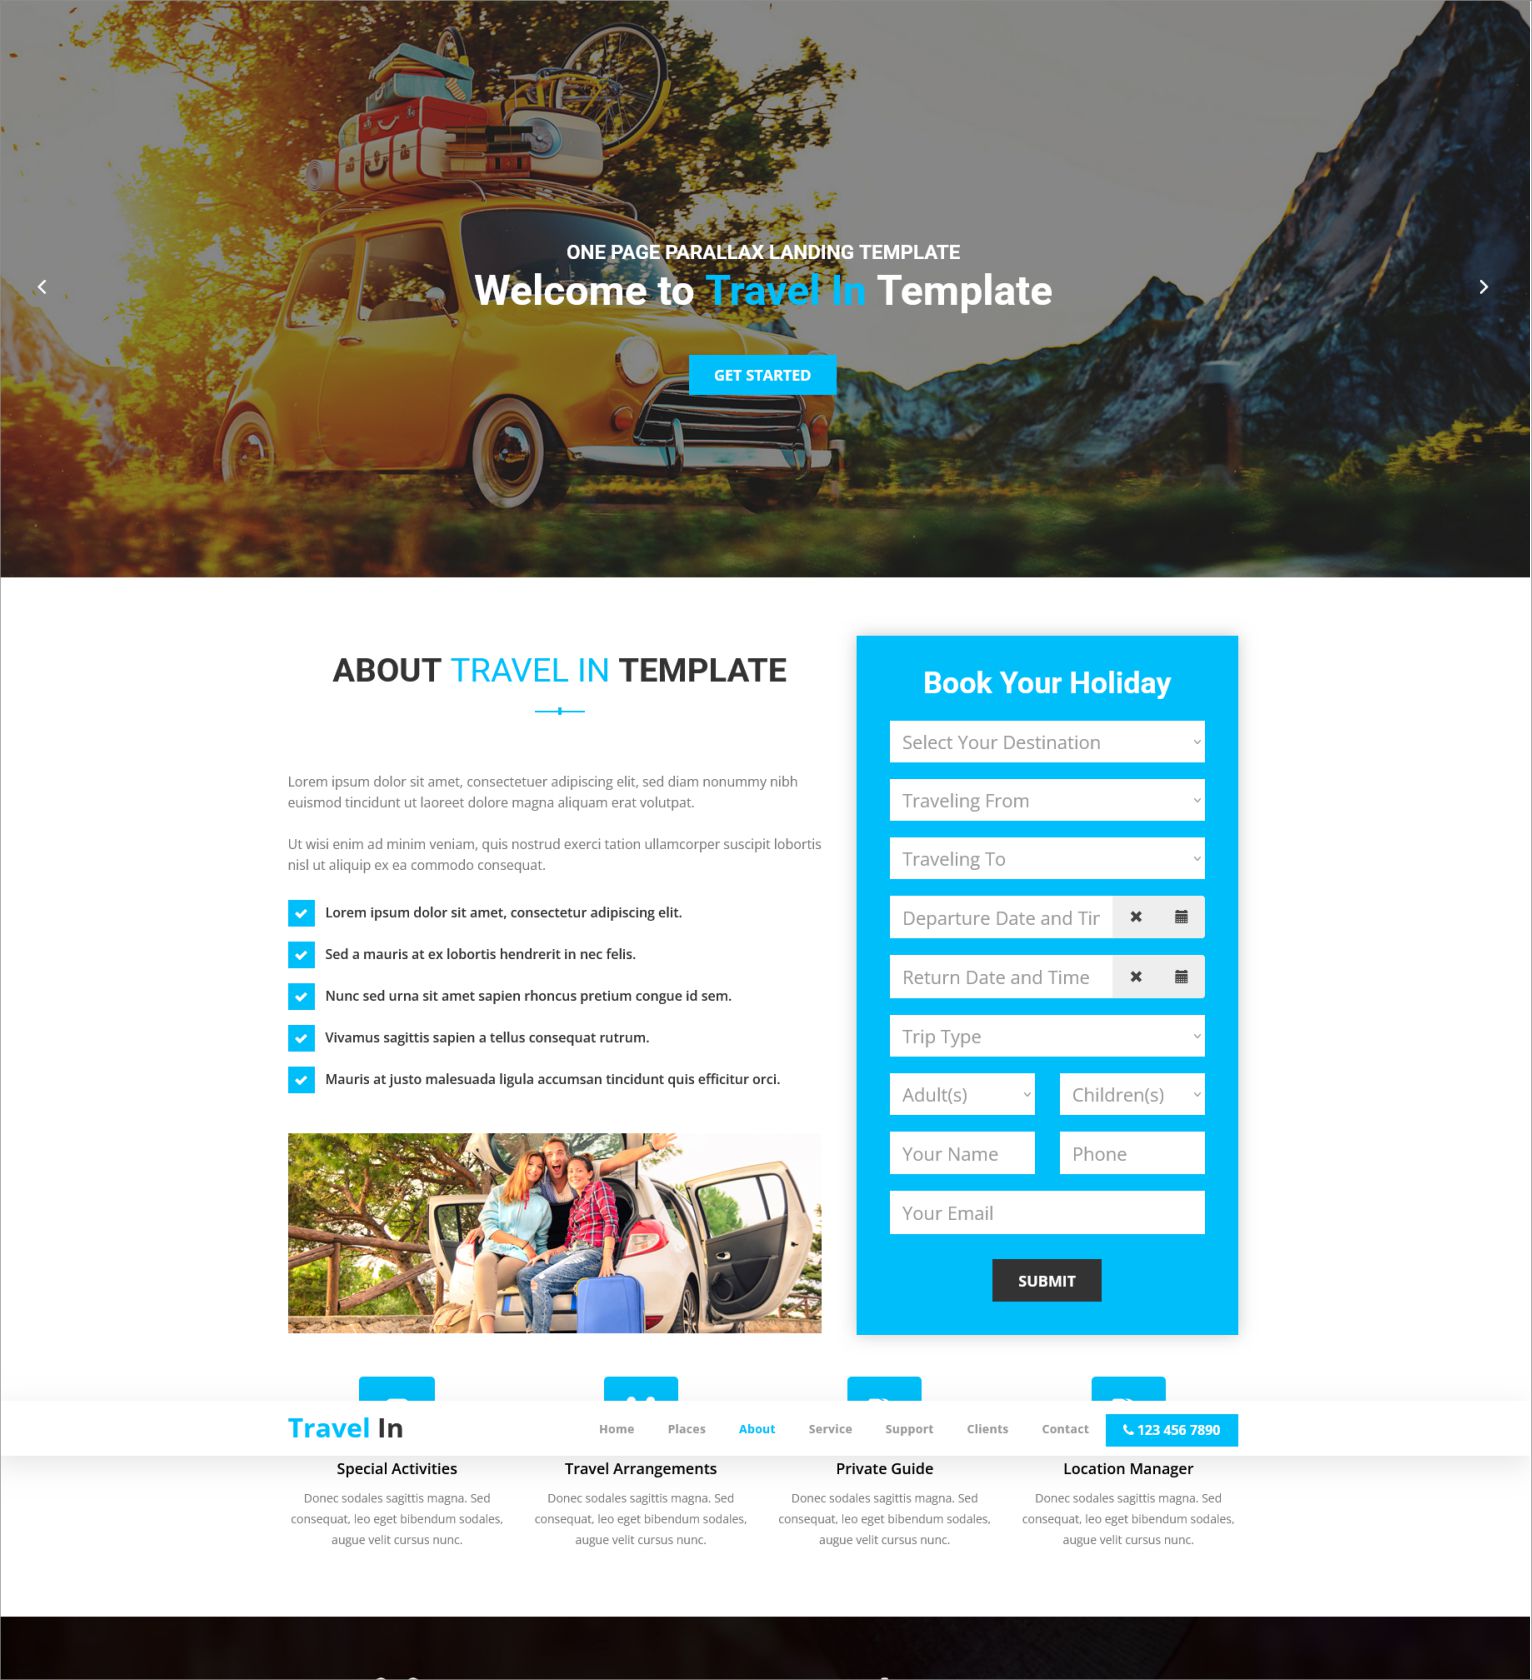 ONE PAGE PARALLAX LANDING TEMPLATE
Welcome to Travel In Template
GET STARTED
ABOUT TRAVEL IN TEMPLATE
Lorem ipsum dolor sit amet, consectetuer adipiscing elit, sed diam nonummy nibh
euismod tincidunt ut laoreet dolore magna aliquam erat volutpat.
Ut wisi enim ad minim veniam, quis nostrud exerci tation ullamcorper suscipit lobortis
nisl ut aliquip ex ea commodo consequat.
Lorem ipsum dolor sit amet, consectetur adipiscing elit.
Sed a mauris at ex lobortis hendrerit in nec felis.
Nunc sed urna sit amet sapien rhoncus pretium congue id sem.
Vivamus sagittis sapien a tellus consequat rutrum.
Mauris at justo malesuada ligula accumsan tincidunt quis efficitur orci.
Book Your Holiday
Select Your Destination
Traveling From
Traveling To
Departure Date and Tir
Return Date and Time
Trip Type
Adult(s)
Children(s)
Your Name
Phone
Your Email
SUBMIT
Travel In
Home
Places
About
Service
Support
Clients
Contact
123 456 7890
Special Activities
Donec sodales sagittis magna. Sed
consequat, leo eget bibendum sodales,
augue velit cursus nunc.
Travel Arrangements
Donec sodales sagittis magna. Sed
consequat, leo eget bibendum sodales,
augue velit cursus nunc.
Private Guide
Donec sodales sagittis magna. Sed
consequat, leo eget bibendum sodales,
augue velit cursus nunc.
Location Manager
Donec sodales sagittis magna. Sed
consequat, leo eget bibendum sodales,
augue velit cursus nunc.